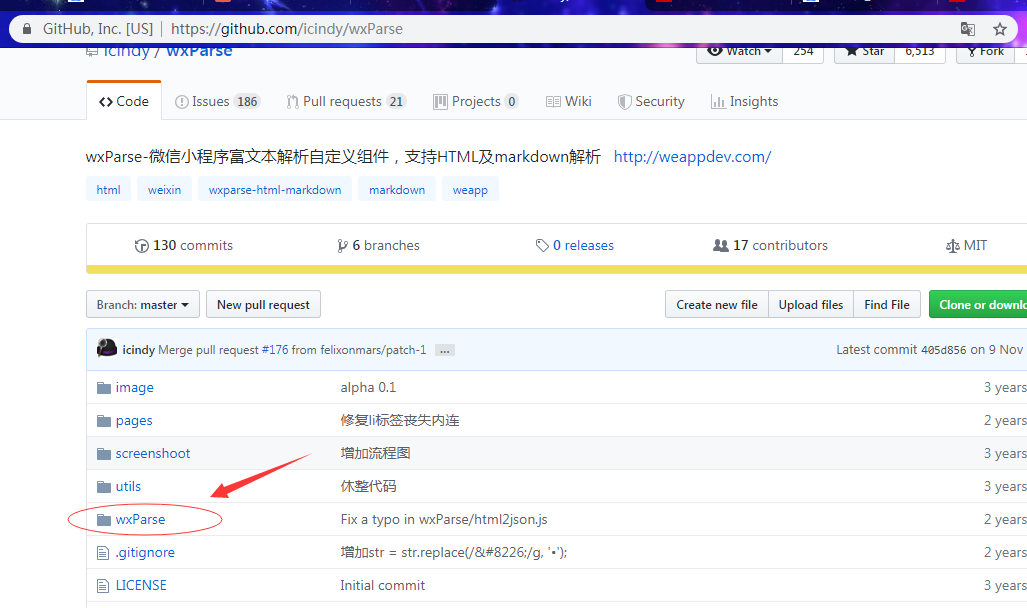 GitHub, Inc. [US] | https://github.com/icindy/wxParse
icindy / wxParse Watch 254 Star 6,513 Fork
Code Issues 186 Pull requests 21 Projects 0 Wiki Security Insights
wxParse-微信小程序富文本解析自定义组件，支持HTML及markdown解析 http://weappdev.com/
html weixin wxparse-html-markdown markdown weapp
130 commits 6 branches 0 releases 17 contributors MIT
Branch: master New pull request Create new file Upload files Find File Clone or downlo
icindy Merge pull request #176 from felixonmars/patch-1 ... Latest commit 405d856 on 9 Nov
image alpha 0.1 3 years
pages 修复li标签丧失内连 2 years
screenshoot 增加流程图 3 years
utils 休整代码 3 years
wxParse Fix a typo in wxParse/html2json.js 2 years
.gitignore 增加str = str.replace(/&#8226;/g, '•'); 2 years
LICENSE Initial commit 3 years